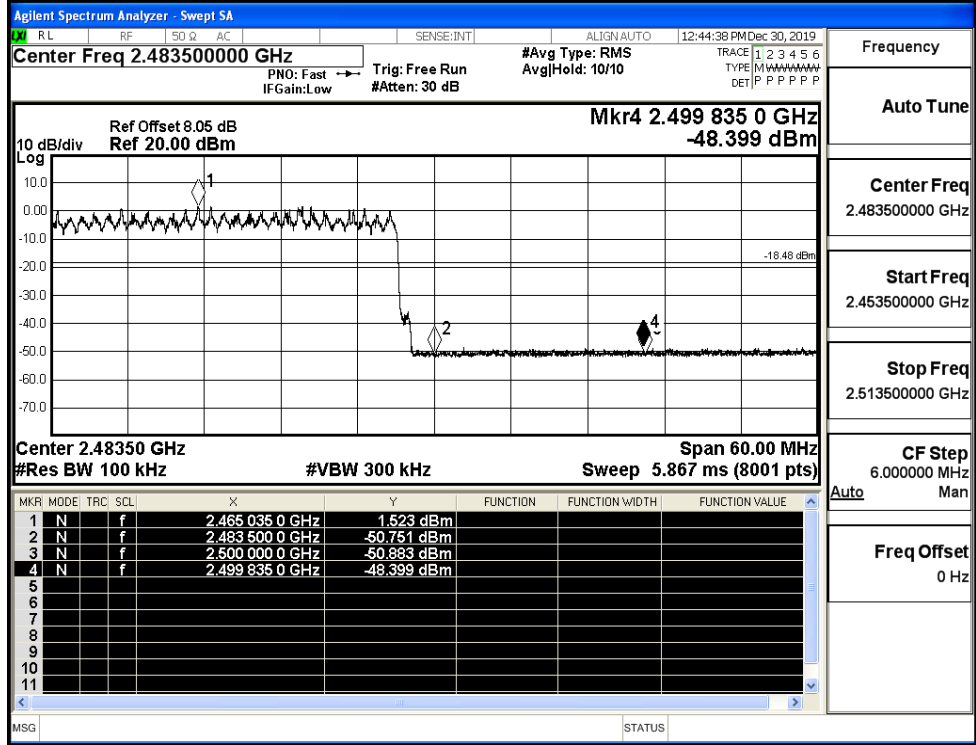 Agilent Spectrum Analyzer - Swept SA
LXI RL RF 50 Ω AC SENSE:INT ALIGN AUTO 12:44:38 PM Dec 30, 2019
Center Freq 2.483500000 GHz
PNO: Fast
IFGain:Low
Trig: Free Run
#Atten: 30 dB
#Avg Type: RMS
Avg|Hold: 10/10
TRACE 1 2 3 4 5 6
TYPE M WWWWW
DET P P P P P P
Frequency
Auto Tune
Center Freq
2.483500000 GHz
Start Freq
2.453500000 GHz
Stop Freq
2.513500000 GHz
CF Step
6.000000 MHz
Auto Man
Freq Offset
0 Hz
Mkr4 2.499 835 0 GHz
-48.399 dBm
Ref Offset 8.05 dB
10 dB/div Ref 20.00 dBm
Log
10.0
0.00
-10.0
-20.0
-30.0
-40.0
-50.0
-60.0
-70.0
1
-18.48 dBm
2
4
Center 2.48350 GHz Span 60.00 MHz
#Res BW 100 kHz #VBW 300 kHz Sweep 5.867 ms (8001 pts)
MKR MODE TRC SCL X Y FUNCTION FUNCTION WIDTH FUNCTION VALUE
1 N f 2.465 035 0 GHz 1.523 dBm
2 N f 2.483 500 0 GHz -50.751 dBm
3 N f 2.500 000 0 GHz -50.883 dBm
4 N f 2.499 835 0 GHz -48.399 dBm
5
6
7
8
9
10
11
MSG STATUS